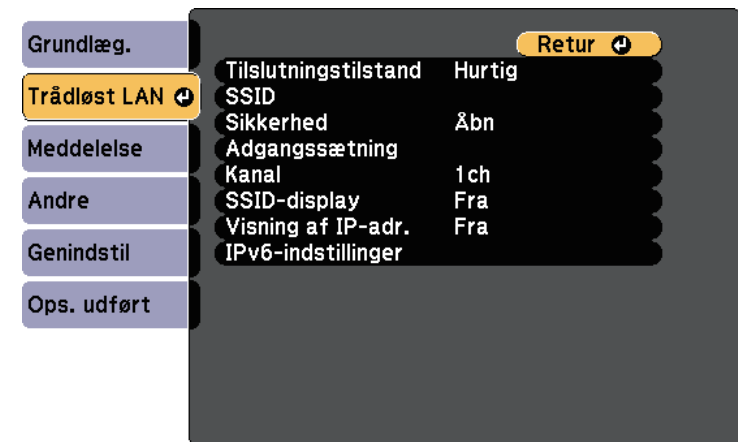 Grundlæg.
Trådløst LAN
Meddelelse
Andre
Genindstil
Ops. udført
Retur
Tilslutningstilstand Hurtig
SSID
Sikkerhed Åbn
Adgangssætning
Kanal 1ch
SSID-display Fra
Visning af IP-adr. Fra
IPv6-indstillinger